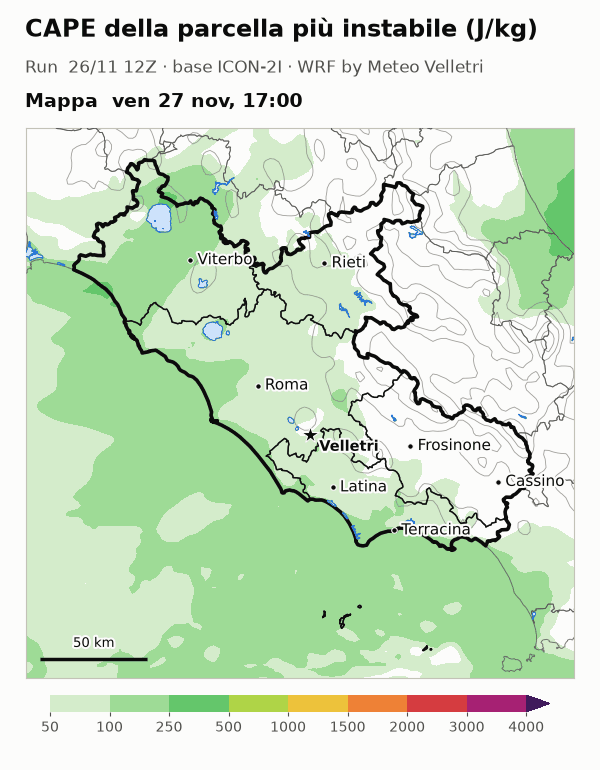 CAPE della parcella più instabile (J/kg)
Run  26/11 12Z · base ICON-2I · WRF by Meteo Velletri
Mappa  ven 27 nov, 17:00
Viterbo
Rieti
Roma
Velletri
Frosinone
Cassino
Latina
Terracina
50 km
50 100 250 500 1000 1500 2000 3000 4000